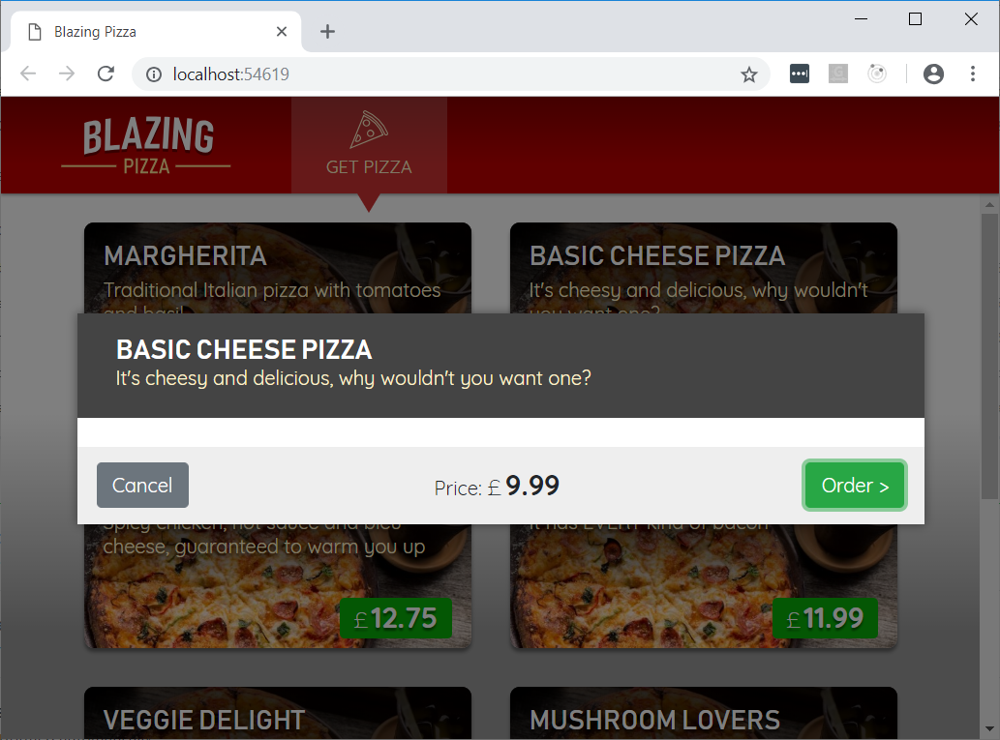 Blazing Pizza
localhost:54619
BLAZING
PIZZA
GET PIZZA
MARGHERITA
Traditional Italian pizza with tomatoes
and basil
BASIC CHEESE PIZZA
It's cheesy and delicious, why wouldn't
you want one?
BASIC CHEESE PIZZA
It's cheesy and delicious, why wouldn't you want one?
Cancel
Price: £ 9.99
Order >
Spicy chicken, hot sauce and bleu
cheese, guaranteed to warm you up
£12.75
It has EVERY kind of bacon
£11.99
VEGGIE DELIGHT
MUSHROOM LOVERS